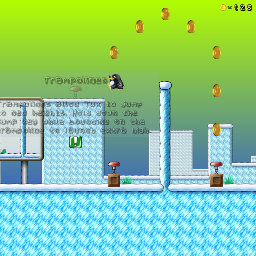 ×129
Trampolines
Trampolines allow Tux to jump
to new heights. Hold down the
jump key while bouncing on the
trampoline to launch extra high